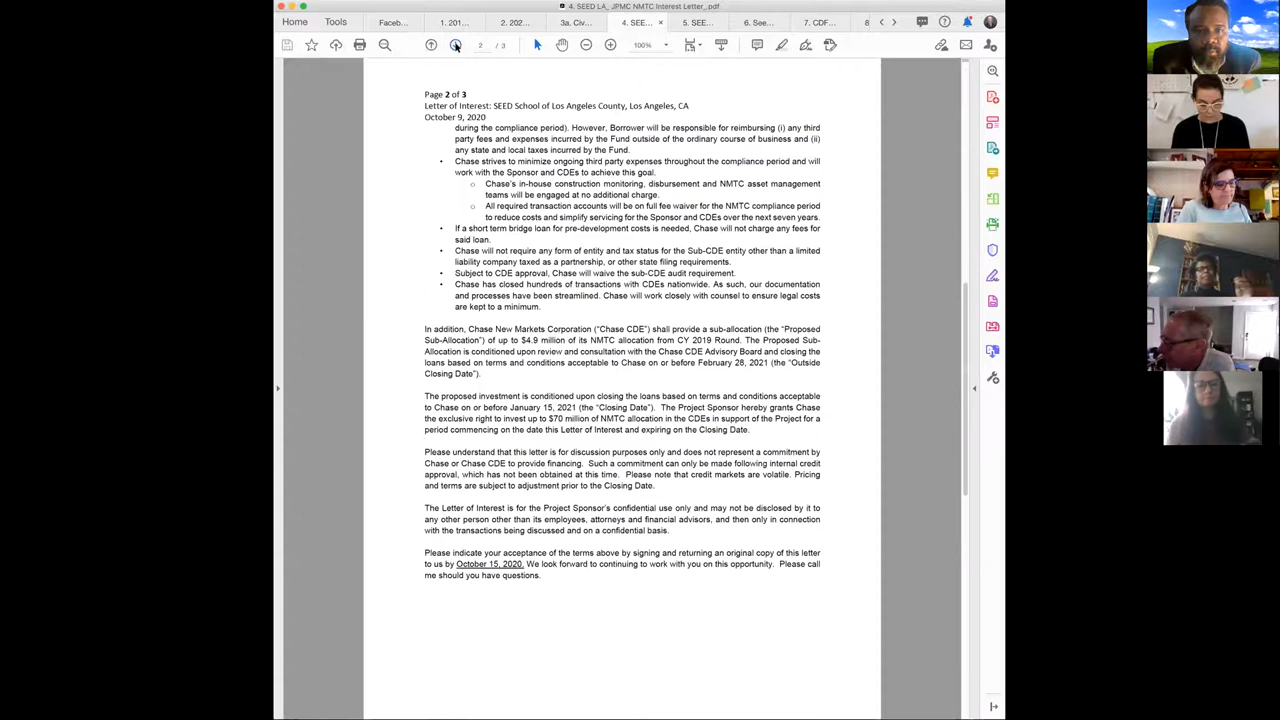 4. SEED LA_ JPMC NMTC Interest Letter_.pdf
Home Tools Faceb... 1. 201... 2. 202... 3a. Civ... 4. SEE... × 5. SEE... 6. See... 7. CDF... 8
2 / 3 100%
Page 2 of 3
Letter of Interest: SEED School of Los Angeles County, Los Angeles, CA
October 9, 2020
during the compliance period). However, Borrower will be responsible for reimbursing (i) any third
party fees and expenses incurred by the Fund outside of the ordinary course of business and (ii)
any state and local taxes incurred by the Fund.
• Chase strives to minimize ongoing third party expenses throughout the compliance period and will
work with the Sponsor and CDEs to achieve this goal.
o Chase's in-house construction monitoring, disbursement and NMTC asset management
teams will be engaged at no additional charge.
o All required transaction accounts will be on full fee waiver for the NMTC compliance period
to reduce costs and simplify servicing for the Sponsor and CDEs over the next seven years.
• If a short term bridge loan for pre-development costs is needed, Chase will not charge any fees for
said loan.
• Chase will not require any form of entity and tax status for the Sub-CDE entity other than a limited
liability company taxed as a partnership, or other state filing requirements.
• Subject to CDE approval, Chase will waive the sub-CDE audit requirement.
• Chase has closed hundreds of transactions with CDEs nationwide. As such, our documentation
and processes have been streamlined. Chase will work closely with counsel to ensure legal costs
are kept to a minimum.
In addition, Chase New Markets Corporation ("Chase CDE") shall provide a sub-allocation (the "Proposed
Sub-Allocation") of up to $4.9 million of its NMTC allocation from CY 2019 Round. The Proposed Sub-
Allocation is conditioned upon review and consultation with the Chase CDE Advisory Board and closing the
loans based on terms and conditions acceptable to Chase on or before February 28, 2021 (the "Outside
Closing Date").
The proposed investment is conditioned upon closing the loans based on terms and conditions acceptable
to Chase on or before January 15, 2021 (the "Closing Date"). The Project Sponsor hereby grants Chase
the exclusive right to invest up to $70 million of NMTC allocation in the CDEs in support of the Project for a
period commencing on the date this Letter of Interest and expiring on the Closing Date.
Please understand that this letter is for discussion purposes only and does not represent a commitment by
Chase or Chase CDE to provide financing. Such a commitment can only be made following internal credit
approval, which has not been obtained at this time. Please note that credit markets are volatile. Pricing
and terms are subject to adjustment prior to the Closing Date.
The Letter of Interest is for the Project Sponsor's confidential use only and may not be disclosed by it to
any other person other than its employees, attorneys and financial advisors, and then only in connection
with the transactions being discussed and on a confidential basis.
Please indicate your acceptance of the terms above by signing and returning an original copy of this letter
to us by October 15, 2020. We look forward to continuing to work with you on this opportunity. Please call
me should you have questions.